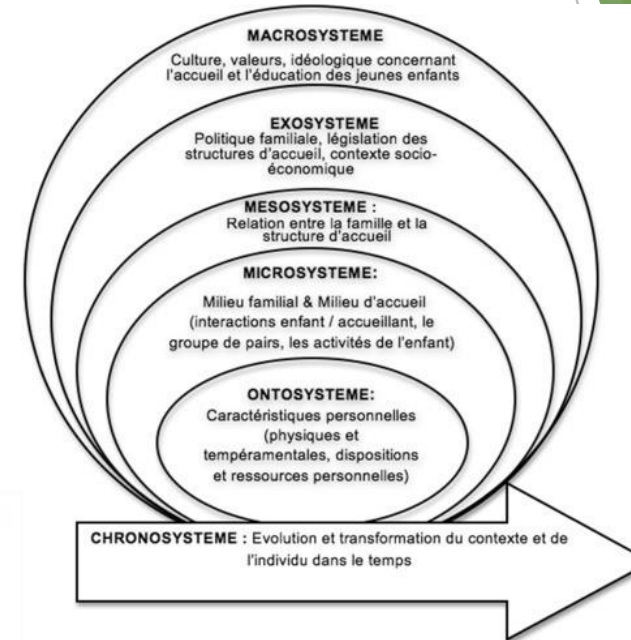 MACROSYSTEME
Culture, valeurs, idéologique concernant
l'accueil et l'éducation des jeunes enfants
EXOSYSTEME
Politique familiale, législation des
structures d'accueil, contexte socio-
économique
MESOSYSTEME :
Relation entre la famille et la
structure d'accueil
MICROSYSTEME:
Milieu familial & Milieu d'accueil
(interactions enfant / accueillant, le
groupe de pairs, les activités de l'enfant)
ONTOSYSTEME:
Caractéristiques personnelles
(physiques et
tempéramentales, dispositions
et ressources personnelles)
CHRONOSYSTEME : Evolution et transformation du contexte et de
l'individu dans le temps